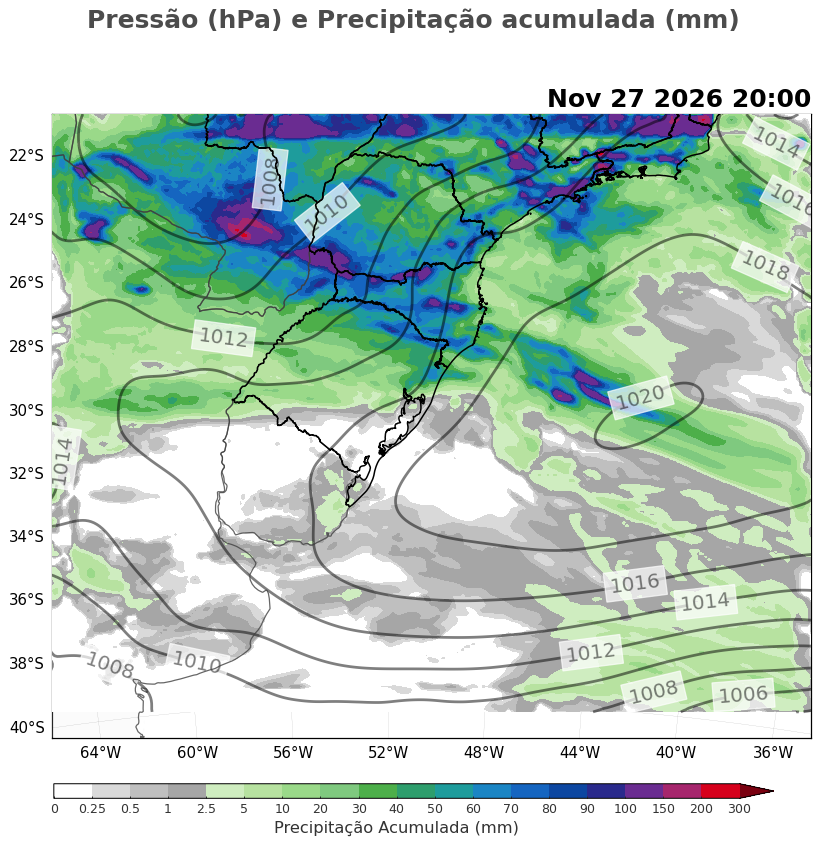 Pressão (hPa) e Precipitação acumulada (mm)
Nov 27 2026 20:00
1014
1016
1008
1010
1018
1012
1020
1014
1016
1014
1012
1010
1008
1008
1006
22°S
24°S
26°S
28°S
30°S
32°S
34°S
36°S
38°S
40°S
64°W 60°W 56°W 52°W 48°W 44°W 40°W 36°W
0 0.25 0.5 1 2.5 5 10 20 30 40 50 60 70 80 90 100 150 200 300
Precipitação Acumulada (mm)